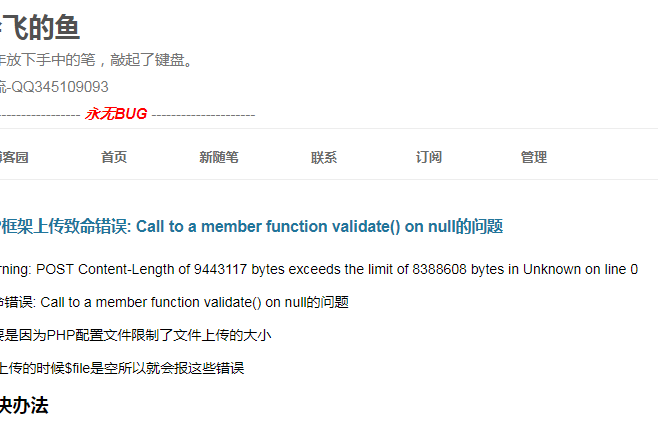 飞的鱼
年放下手中的笔，敲起了键盘。
流-QQ345109093
----------------- 永无BUG ---------------------
博客园 首页 新随笔 联系 订阅 管理
P框架上传致命错误: Call to a member function validate() on null的问题
rning: POST Content-Length of 9443117 bytes exceeds the limit of 8388608 bytes in Unknown on line 0
命错误: Call to a member function validate() on null的问题
要是因为PHP配置文件限制了文件上传的大小
上传的时候$file是空所以就会报这些错误
决办法